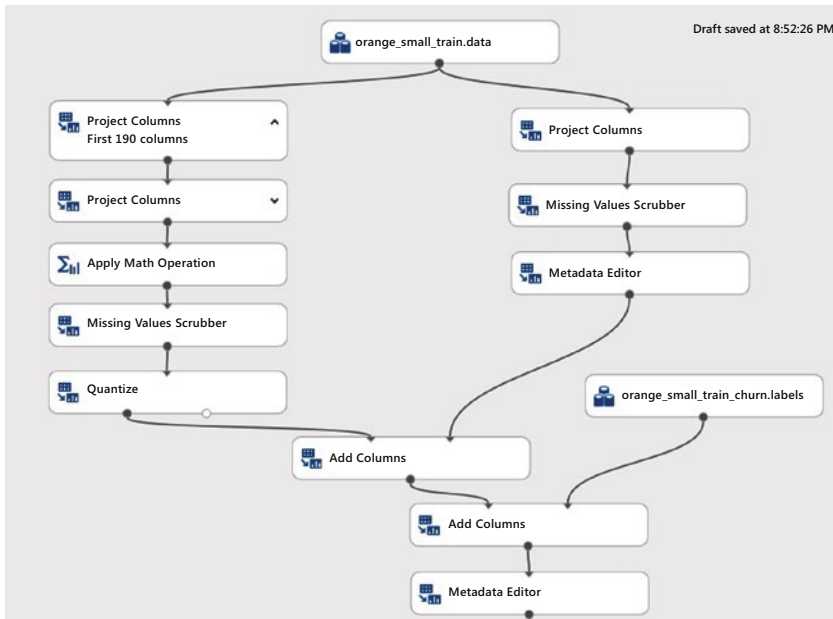 orange_small_train.data
Draft saved at 8:52:26 PM
Project Columns
First 190 columns
Project Columns
Project Columns
Missing Values Scrubber
Apply Math Operation
Metadata Editor
Missing Values Scrubber
Quantize
orange_small_train_churn.labels
Add Columns
Add Columns
Metadata Editor